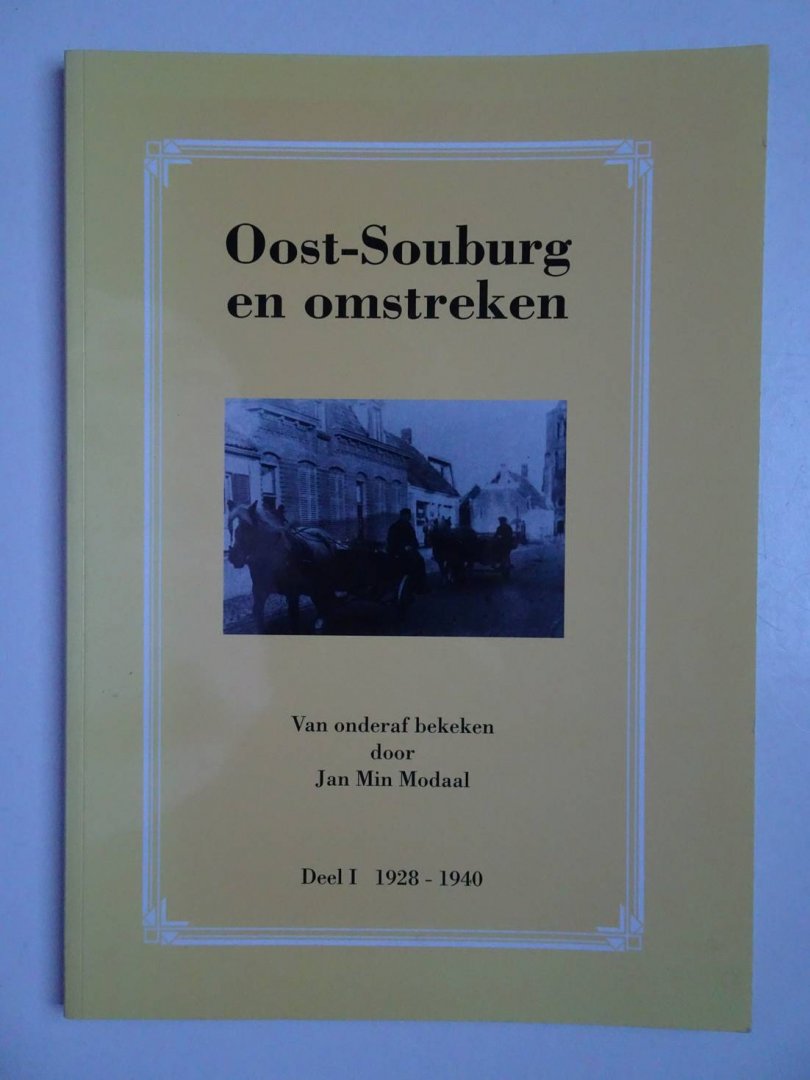 Oost-Souburg
en omstreken
Van onderaf bekeken
door
Jan Min Modaal
Deel I 1928 - 1940